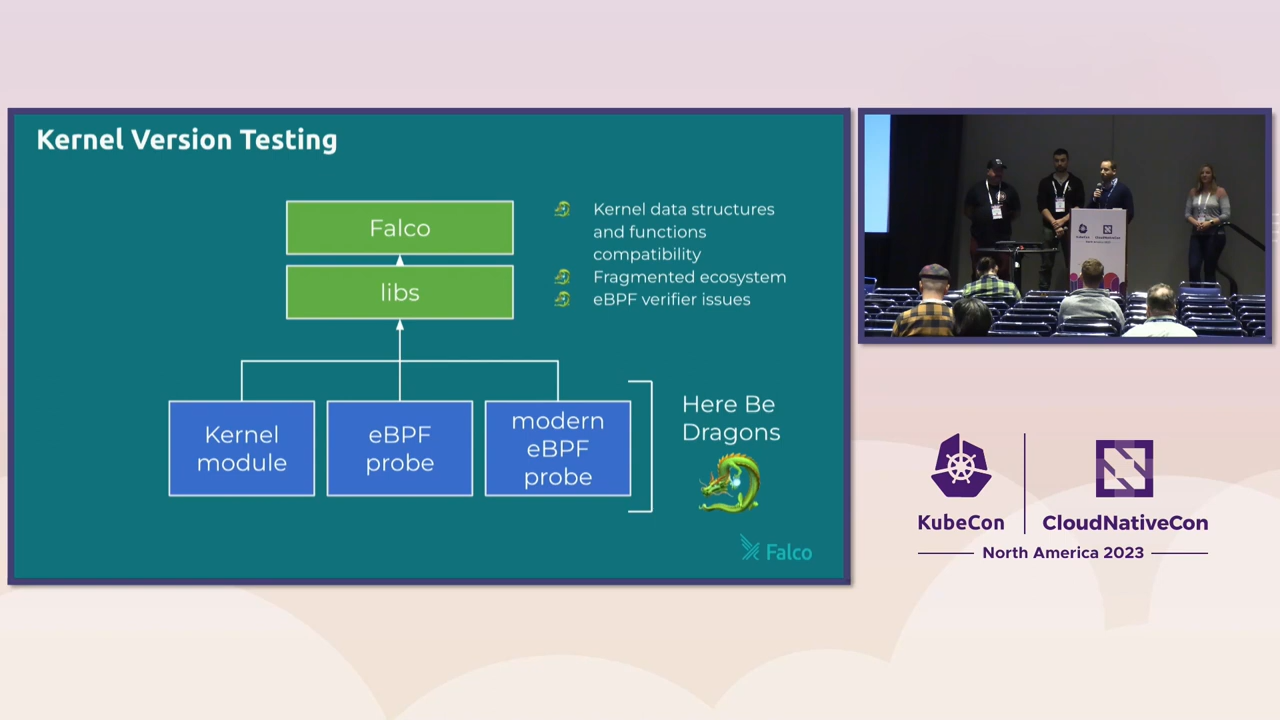 Kernel Version Testing
Falco
libs
Kernel
module
eBPF
probe
modern
eBPF
probe
Kernel data structures
and functions
compatibility
Fragmented ecosystem
eBPF verifier issues
Here Be
Dragons
Falco
KubeCon
CloudNativeCon
North America 2023